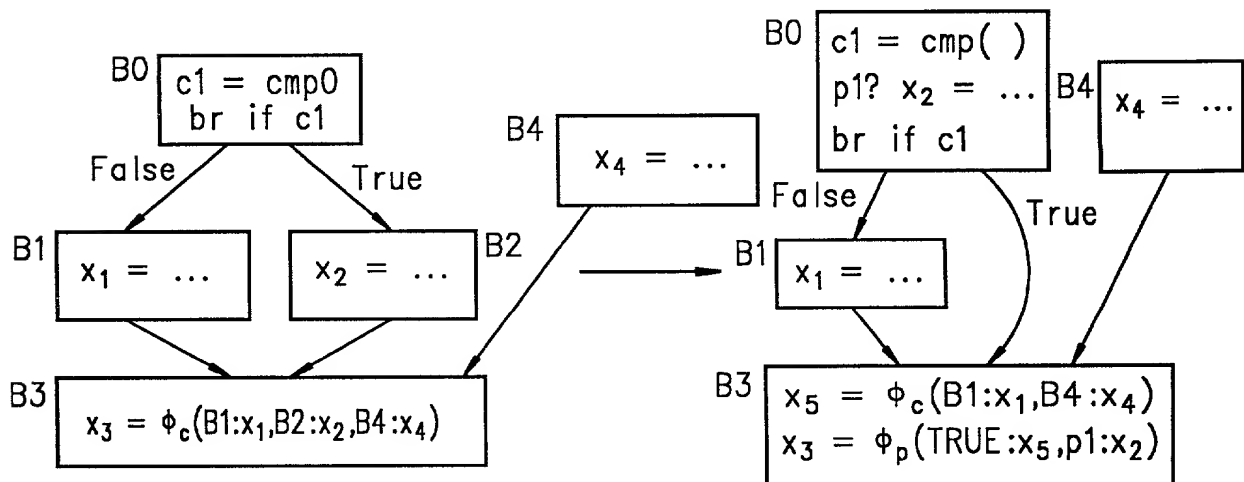 B0
c1 = cmp0
br if c1
False
True
B4
x₄ = ...
B1
x₁ = ...
x₂ = ...
B2
B3
x₃ = ϕc(B1:x₁,B2:x₂,B4:x₄)
B0
c1 = cmp( )
p1? x₂ = ...
br if c1
B4
x₄ = ...
False
True
B1
x₁ = ...
B3
x₅ = ϕc(B1:x₁,B4:x₄)
x₃ = ϕp(TRUE:x₅,p1:x₂)